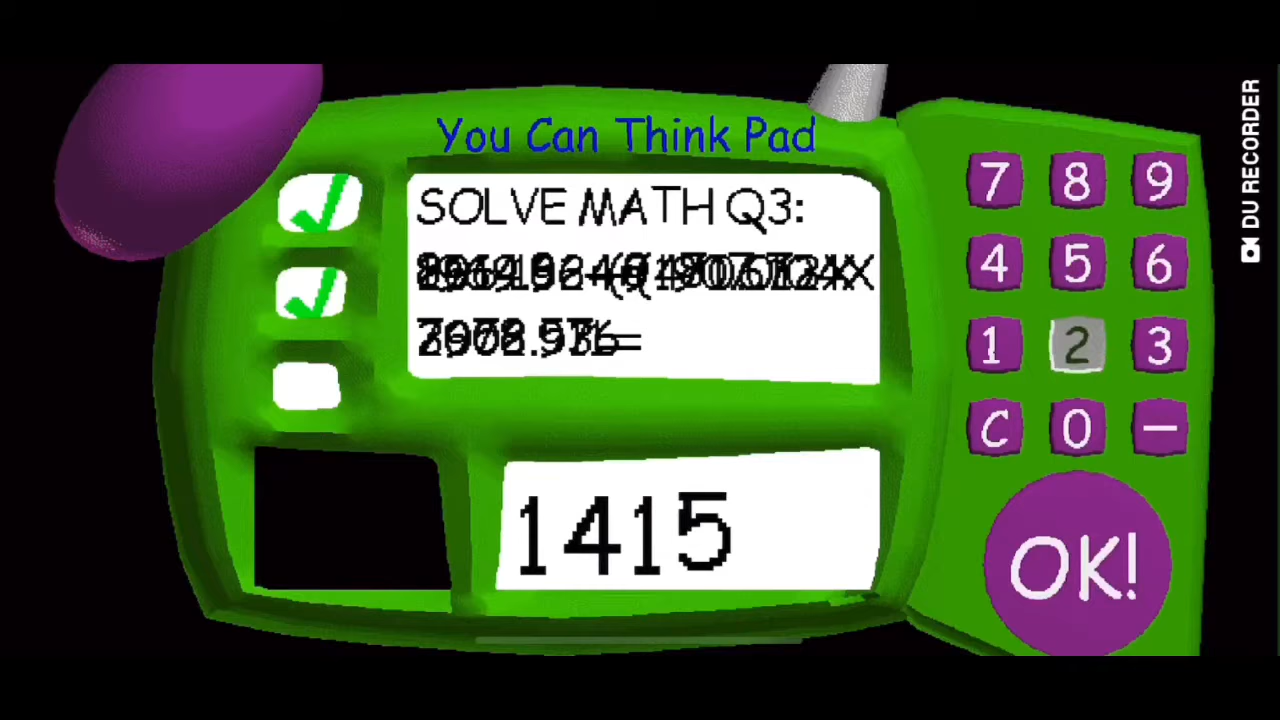 You Can Think Pad
SOLVE MATH Q3:
1415
7 8 9
4 5 6
1 2 3
C 0 –
OK!
DU RECORDER